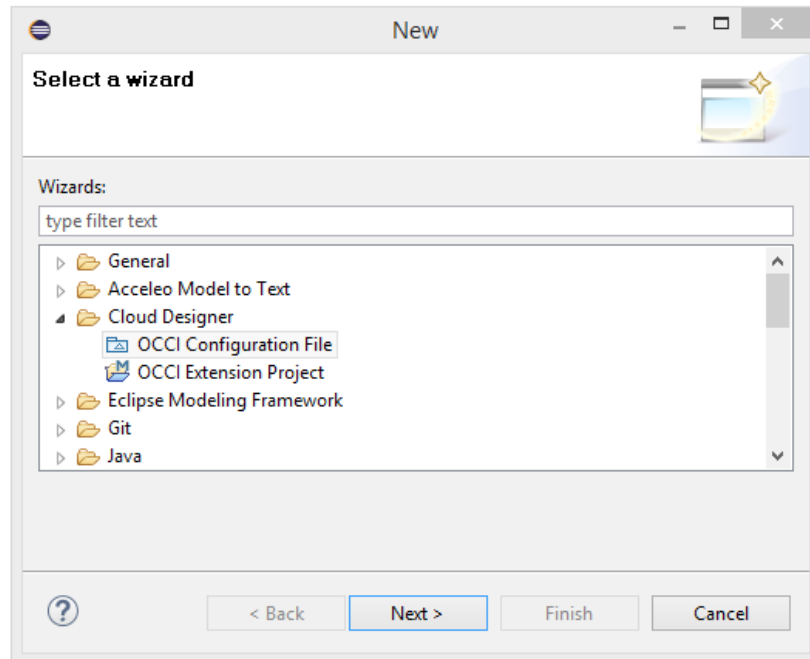 New
Select a wizard
Wizards:
type filter text
General
Acceleo Model to Text
Cloud Designer
OCCI Configuration File
OCCI Extension Project
Eclipse Modeling Framework
Git
Java
< Back Next > Finish Cancel